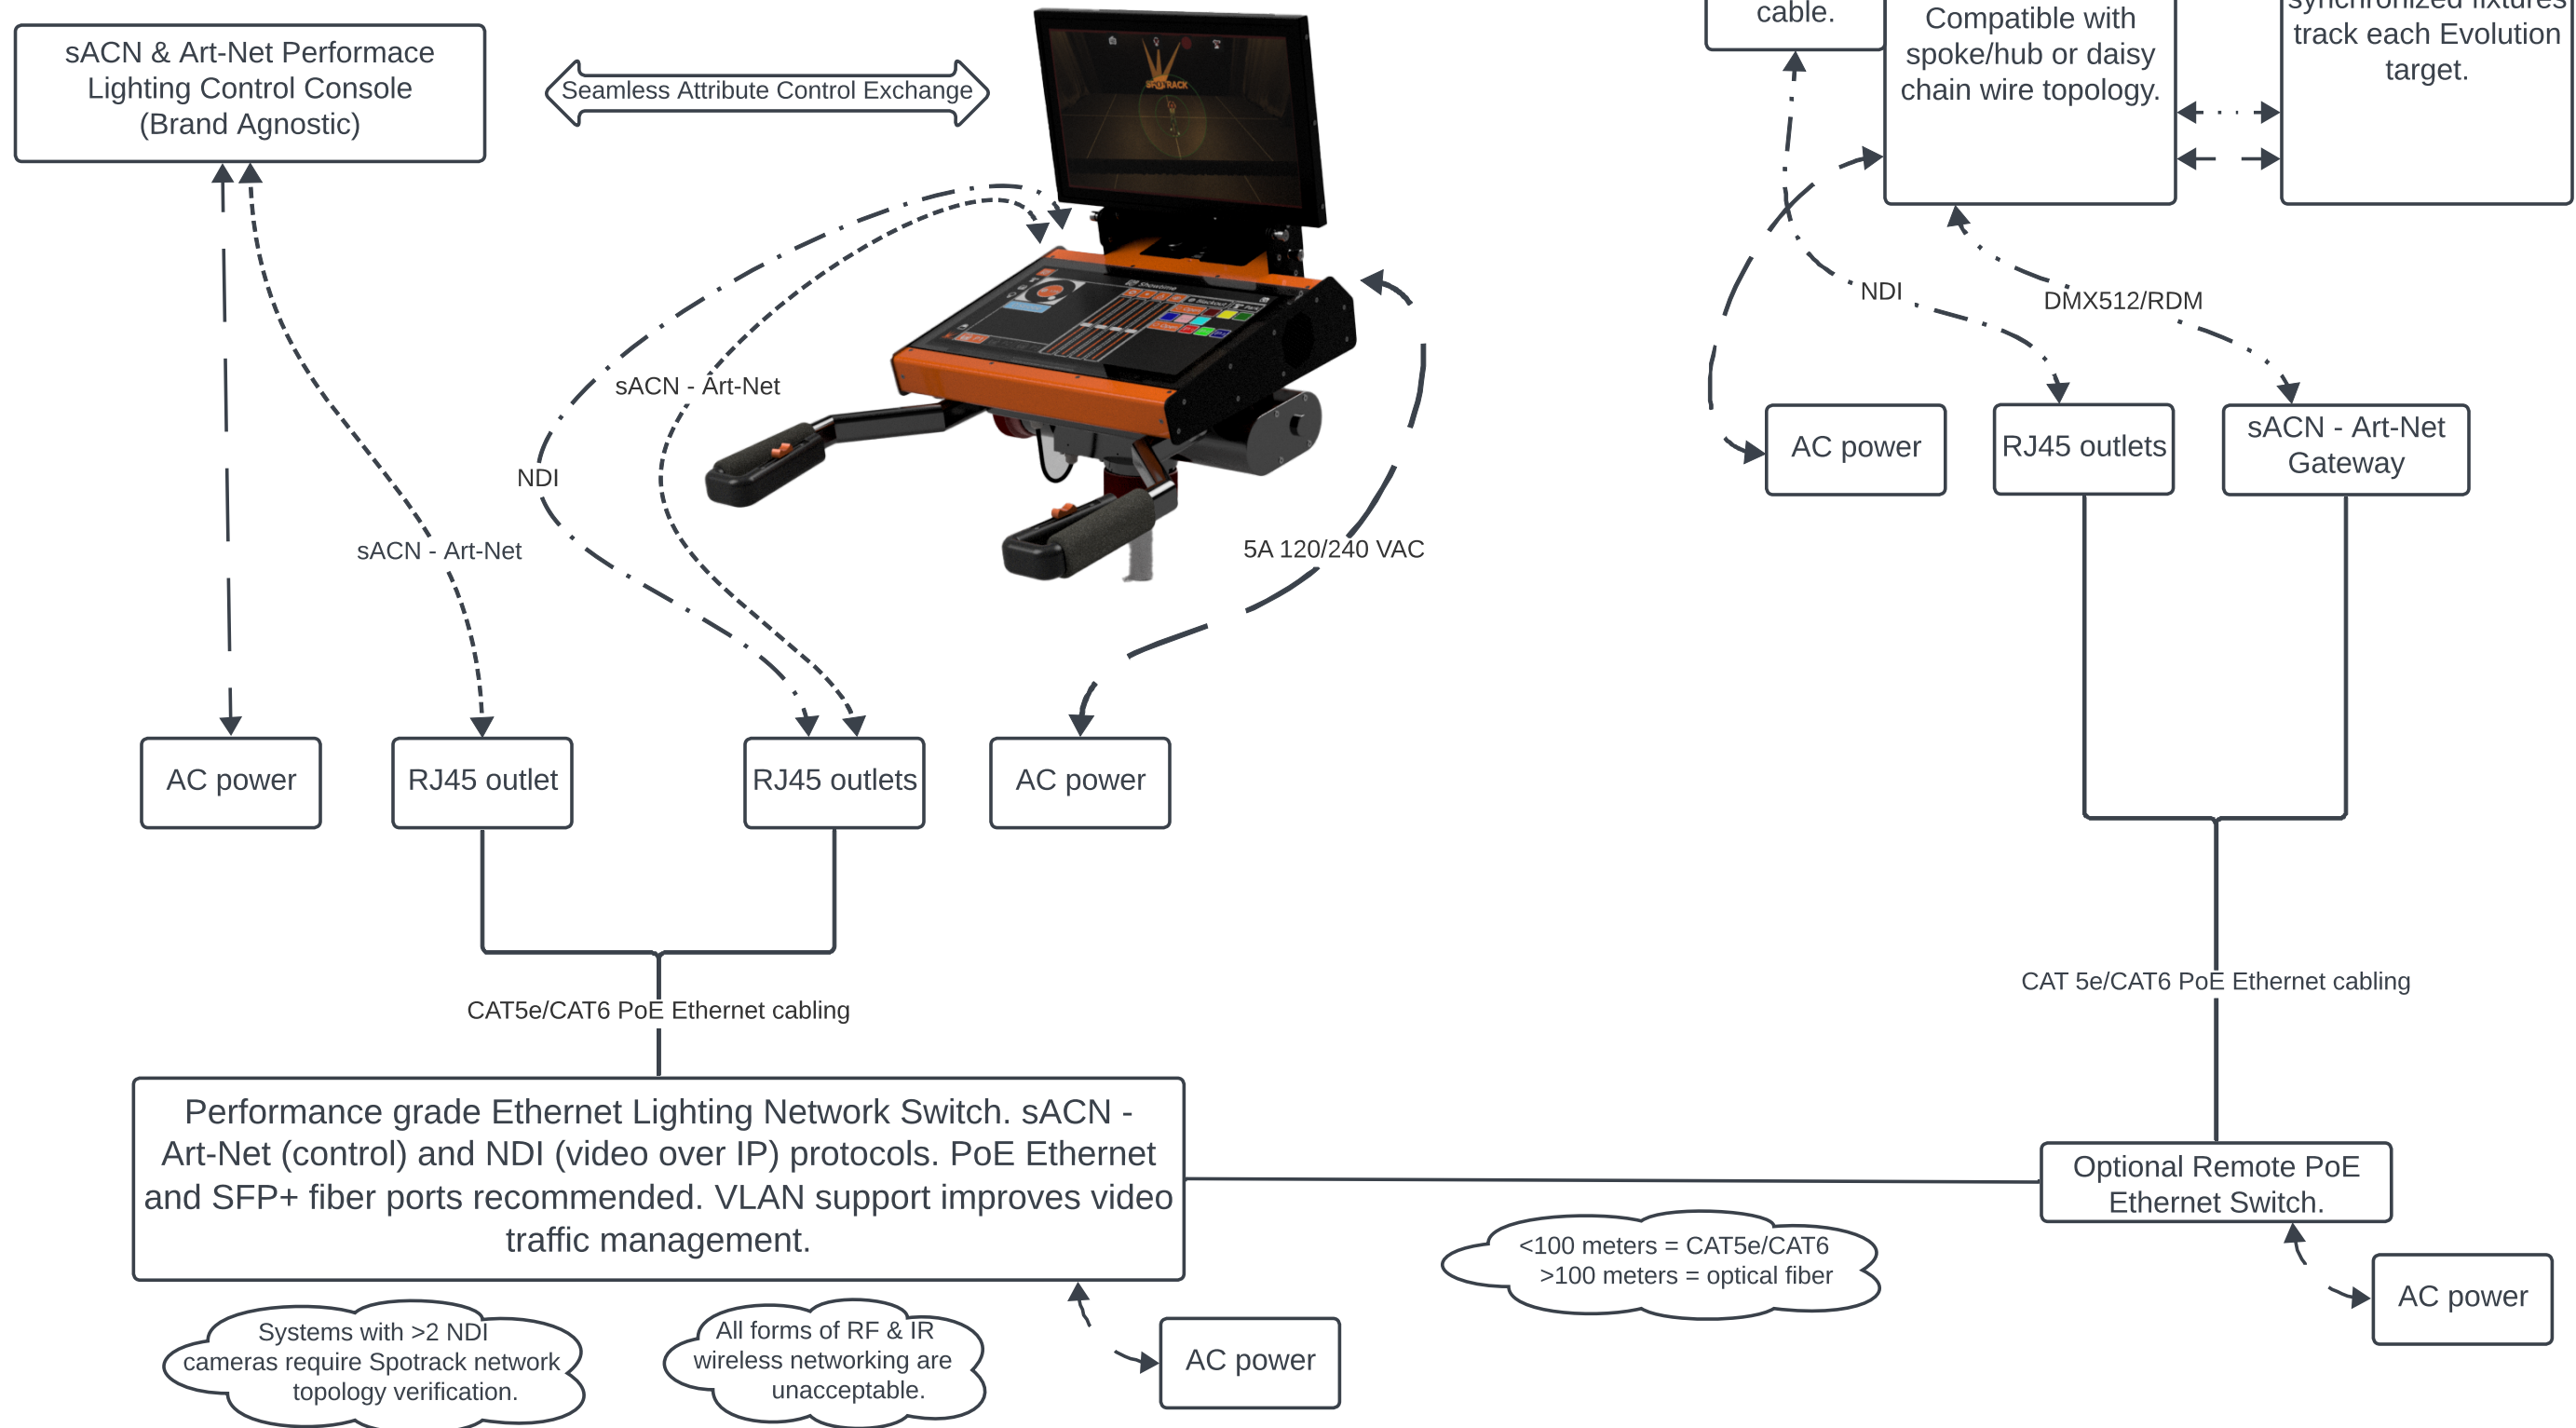 sACN & Art-Net Performace
Lighting Control Console
(Brand Agnostic)
Seamless Attribute Control Exchange
SPOTRACK
Showtime
cable.
Compatible with
spoke/hub or daisy
chain wire topology.
synchronized fixtures
track each Evolution
target.
NDI
DMX512/RDM
sACN - Art-Net
NDI
sACN - Art-Net
5A 120/240 VAC
AC power
RJ45 outlets
sACN - Art-Net
Gateway
AC power
RJ45 outlet
RJ45 outlets
AC power
CAT5e/CAT6 PoE Ethernet cabling
CAT 5e/CAT6 PoE Ethernet cabling
Performance grade Ethernet Lighting Network Switch. sACN -
Art-Net (control) and NDI (video over IP) protocols. PoE Ethernet
and SFP+ fiber ports recommended. VLAN support improves video
traffic management.
Optional Remote PoE
Ethernet Switch.
<100 meters = CAT5e/CAT6
>100 meters = optical fiber
AC power
Systems with >2 NDI
cameras require Spotrack network
topology verification.
All forms of RF & IR
wireless networking are
unacceptable.
AC power